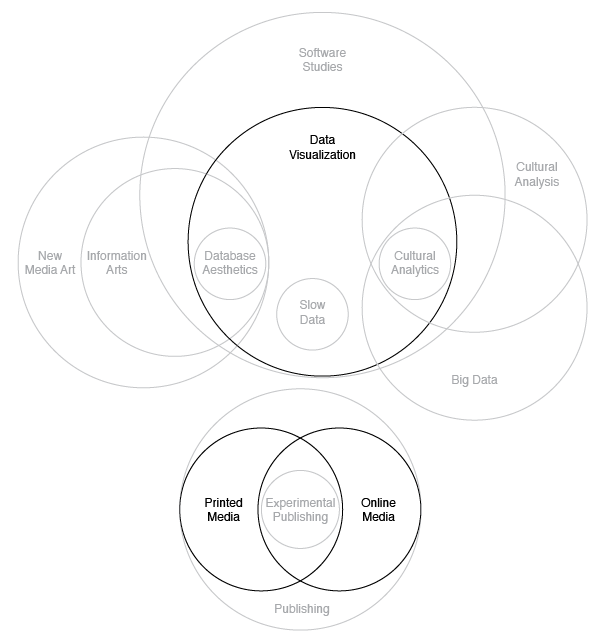 Software
Studies
Data
Visualization
Cultural
Analysis
New
Media Art
Information
Arts
Database
Aesthetics
Cultural
Analytics
Slow
Data
Big Data
Printed
Media
Experimental
Publishing
Online
Media
Publishing